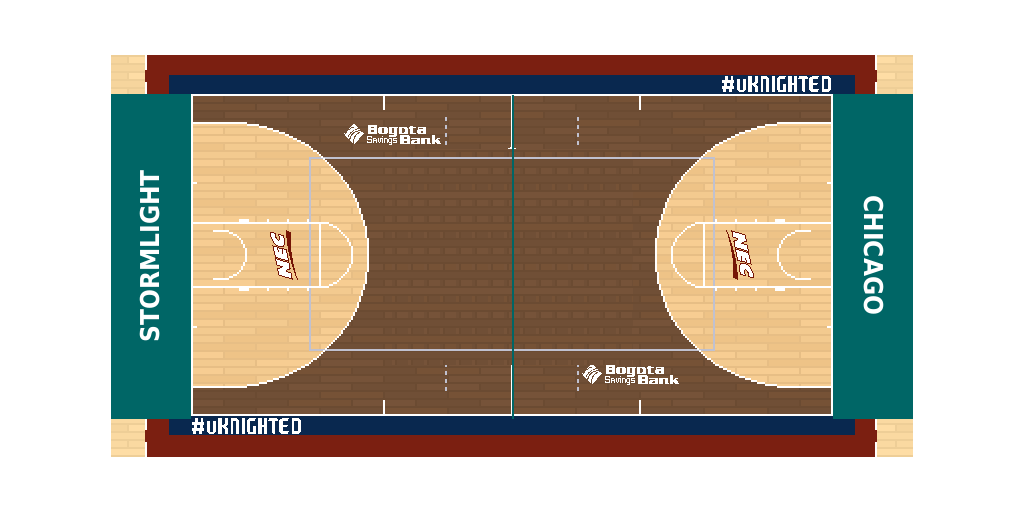 #UKNIGHTED
Bogota
Savings Bank
STORMLIGHT
NEC
NEC
CHICAGO
Bogota
Savings Bank
#UKNIGHTED